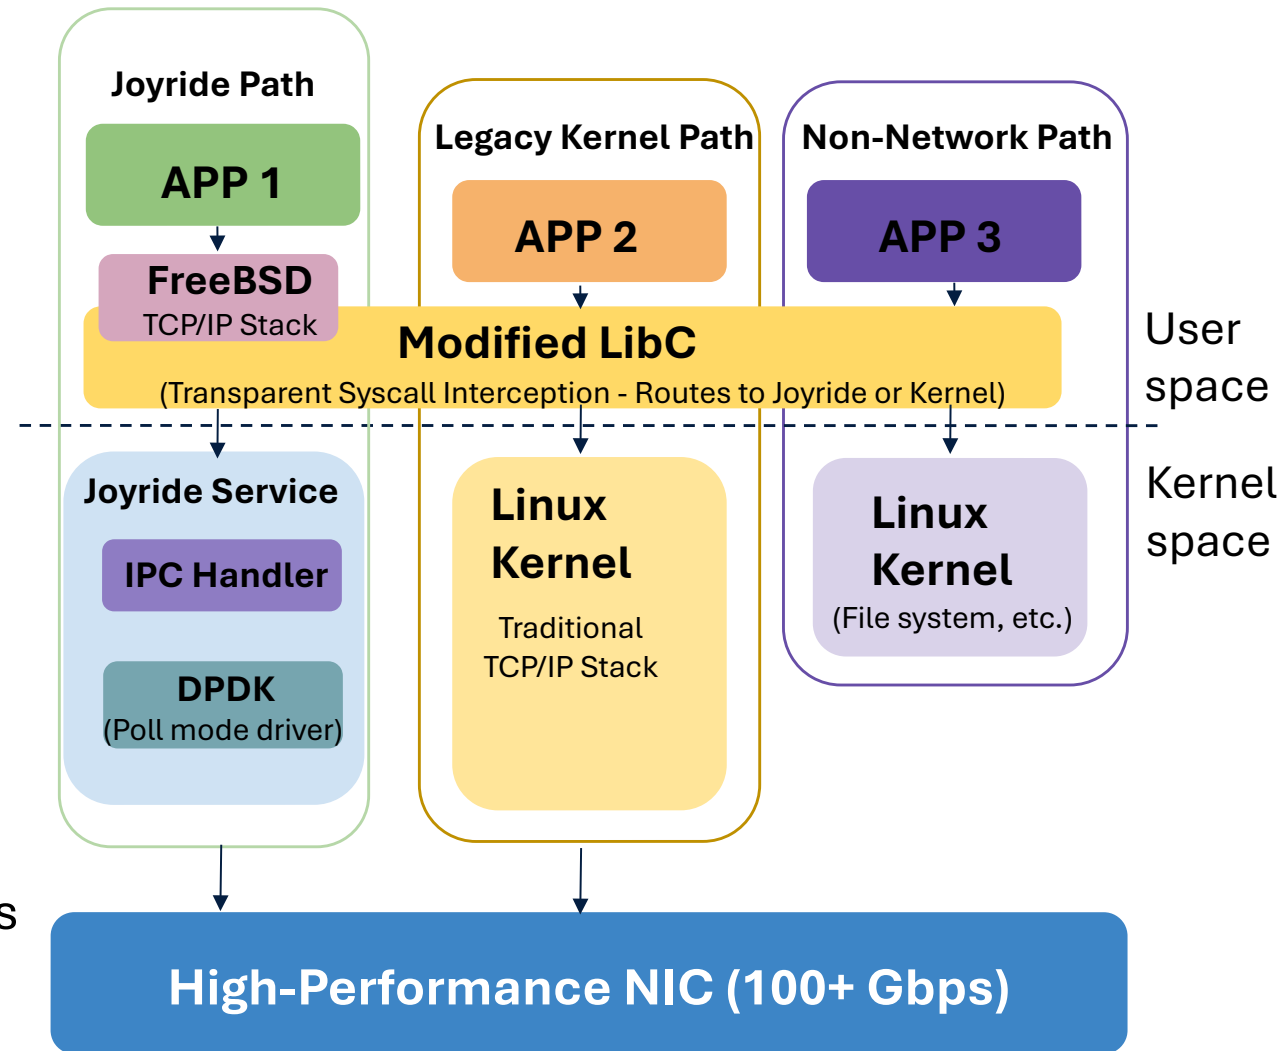 Joyride Path
APP 1
FreeBSD
TCP/IP Stack
Legacy Kernel Path
APP 2
Non-Network Path
APP 3
Modified LibC
(Transparent Syscall Interception - Routes to Joyride or Kernel)
User
space
Kernel
space
Joyride Service
IPC Handler
DPDK
(Poll mode driver)
Linux
Kernel
Traditional
TCP/IP Stack
Linux
Kernel
(File system, etc.)
s
High-Performance NIC (100+ Gbps)